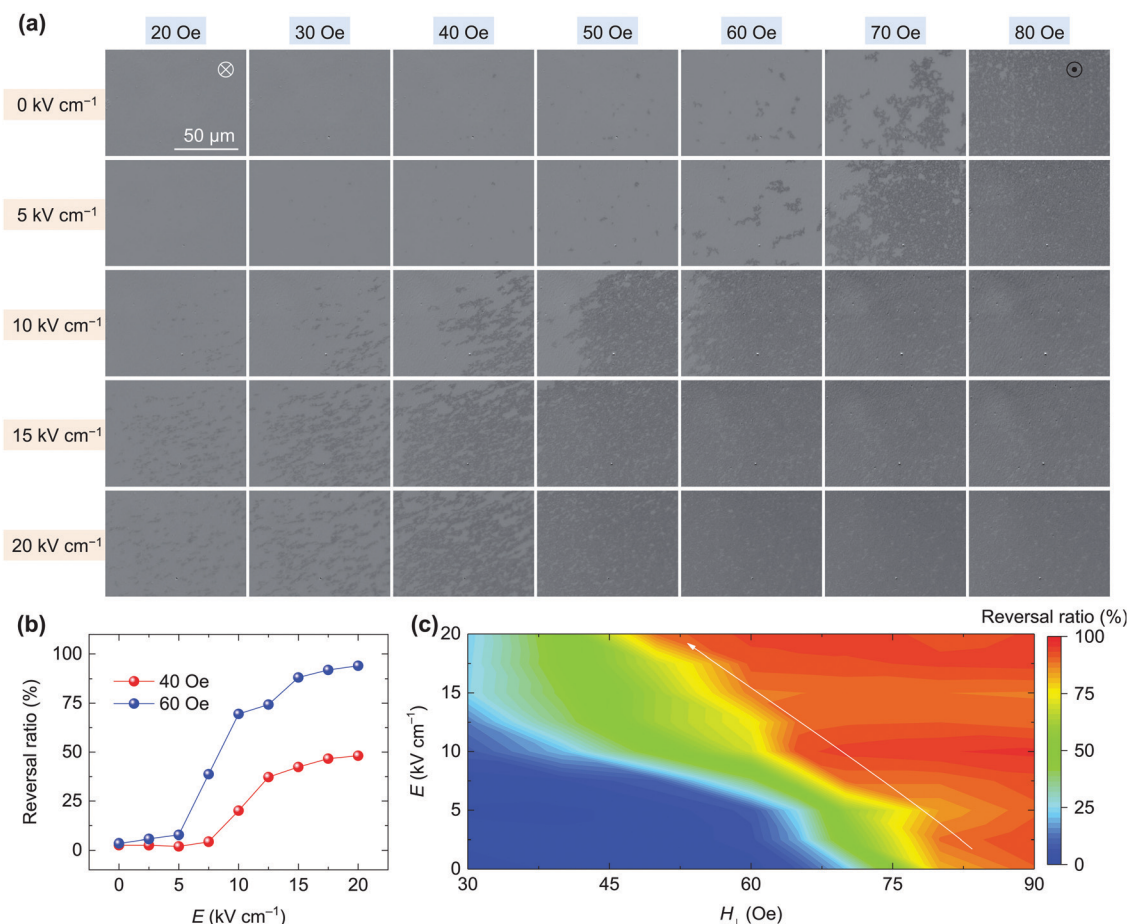 (a)
20 Oe 30 Oe 40 Oe 50 Oe 60 Oe 70 Oe 80 Oe
0 kV cm⁻¹
50 µm
5 kV cm⁻¹
10 kV cm⁻¹
15 kV cm⁻¹
20 kV cm⁻¹
(b)
100
75
50
25
0
Reversal ratio (%)
40 Oe
60 Oe
0 5 10 15 20
E (kV cm⁻¹)
(c)
Reversal ratio (%)
20
15
10
5
0
E (kV cm⁻¹)
30 45 60 75 90
H⊥ (Oe)
100
75
50
25
0